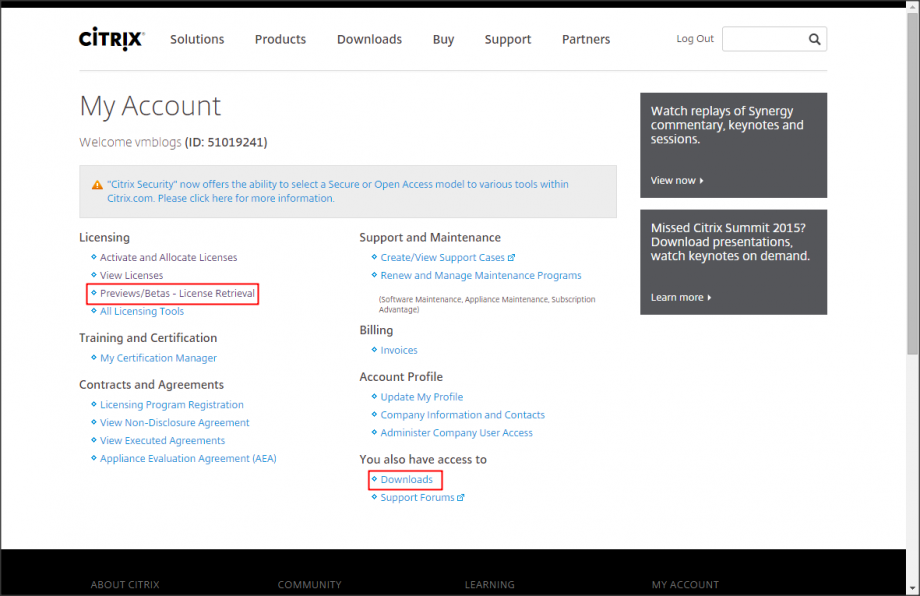 CITRIX
Solutions Products Downloads Buy Support Partners Log Out
My Account
Welcome vmblogs (ID: 51019241)
"Citrix Security" now offers the ability to select a Secure or Open Access model to various tools within
Citrix.com. Please click here for more information.
Licensing
Activate and Allocate Licenses
View Licenses
Previews/Betas - License Retrieval
All Licensing Tools
Training and Certification
My Certification Manager
Contracts and Agreements
Licensing Program Registration
View Non-Disclosure Agreement
View Executed Agreements
Appliance Evaluation Agreement (AEA)
Support and Maintenance
Create/View Support Cases
Renew and Manage Maintenance Programs
(Software Maintenance, Appliance Maintenance, Subscription
Advantage)
Billing
Invoices
Account Profile
Update My Profile
Company Information and Contacts
Administer Company User Access
You also have access to
Downloads
Support Forums
Watch replays of Synergy
commentary, keynotes and
sessions.
View now
Missed Citrix Summit 2015?
Download presentations,
watch keynotes on demand.
Learn more
ABOUT CITRIX COMMUNITY LEARNING MY ACCOUNT